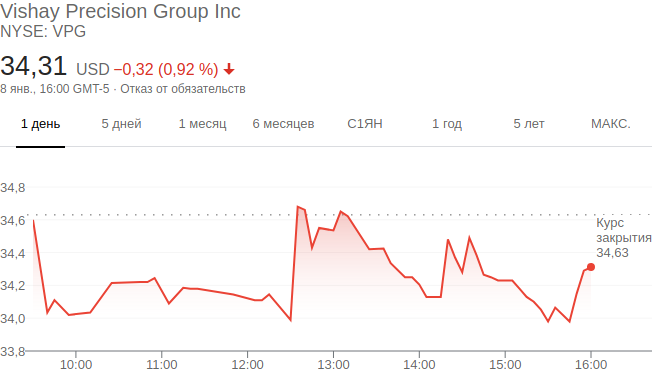 Vishay Precision Group Inc
NYSE: VPG
34,31 USD −0,32 (0,92 %)
8 янв., 16:00 GMT-5 · Отказ от обязательств
1 день 5 дней 1 месяц 6 месяцев С1ЯН 1 год 5 лет МАКС.
34,8
34,6
34,4
34,2
34,0
33,8
Курс
закрытия
34,63
10:00 11:00 12:00 13:00 14:00 15:00 16:00